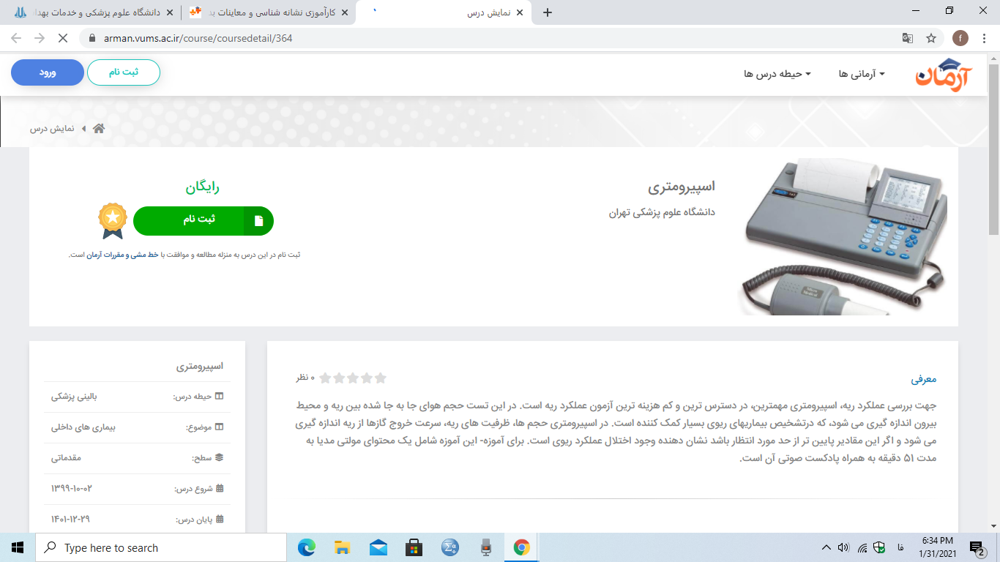 دانشگاه علوم پزشکی و خدمات بهدا
کارآموزی نشانه شناسی و معاینات بد
نمایش درس
arman.vums.ac.ir/course/coursedetail/364
f
آرمان
آرمانی ها
حیطه درس ها
ثبت نام
ورود
نمایش درس
اسپیرومتری
دانشگاه علوم پزشکی تهران
رایگان
ثبت نام
ثبت نام در این درس به منزله مطالعه و موافقت با خط مشی و مقررات آرمان است.
معرفی
۰ نظر
جهت بررسی عملکرد ریه، اسپیرومتری مهمترین، در دسترس ترین و کم هزینه ترین آزمون عملکرد ریه است. در این تست حجم هوای جا به جا شده بین ریه و محیط
بیرون اندازه گیری می شود، که درتشخیص بیماریهای ریوی بسیار کمک کننده است. در اسپیرومتری حجم ها، ظرفیت های ریه، سرعت خروج گازها از ریه اندازه گیری
می شود و اگر این مقادیر پایین تر از حد مورد انتظار باشد نشان دهنده وجود اختلال عملکرد ریوی است. برای آموزه- این آموزه شامل یک محتوای مولتی مدیا به
مدت ۵۱ دقیقه به همراه پادکست صوتی آن است.
اسپیرومتری
حیطه درس: بالینی پزشکی
موضوع: بیماری های داخلی
سطح: مقدماتی
شروع درس: ۱۳۹۹-۱۰-۰۲
پایان درس: ۱۴۰۱-۱۲-۲۹
Type here to search
فا
6:34 PM
1/31/2021
2